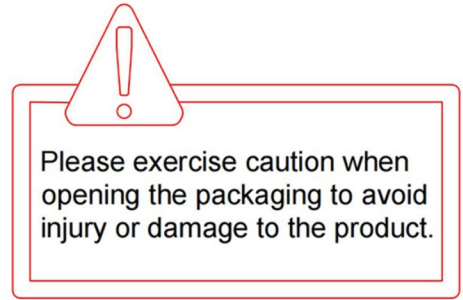 Please exercise caution when
opening the packaging to avoid
injury or damage to the product.